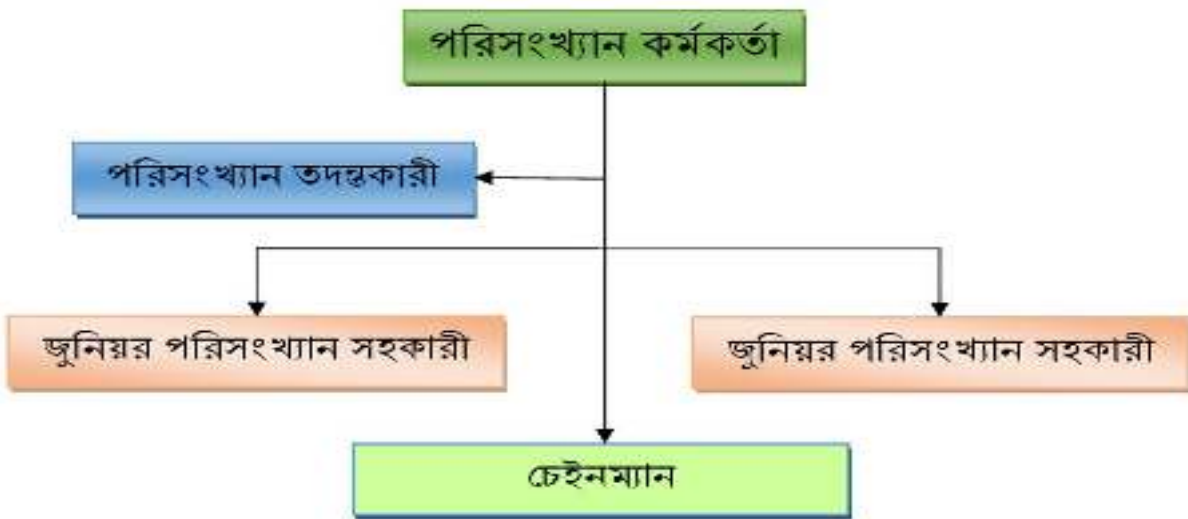 পরিসংখ্যান কর্মকর্তা
পরিসংখ্যান তদন্তকারী
জুনিয়র পরিসংখ্যান সহকারী
জুনিয়র পরিসংখ্যান সহকারী
চেইনম্যান